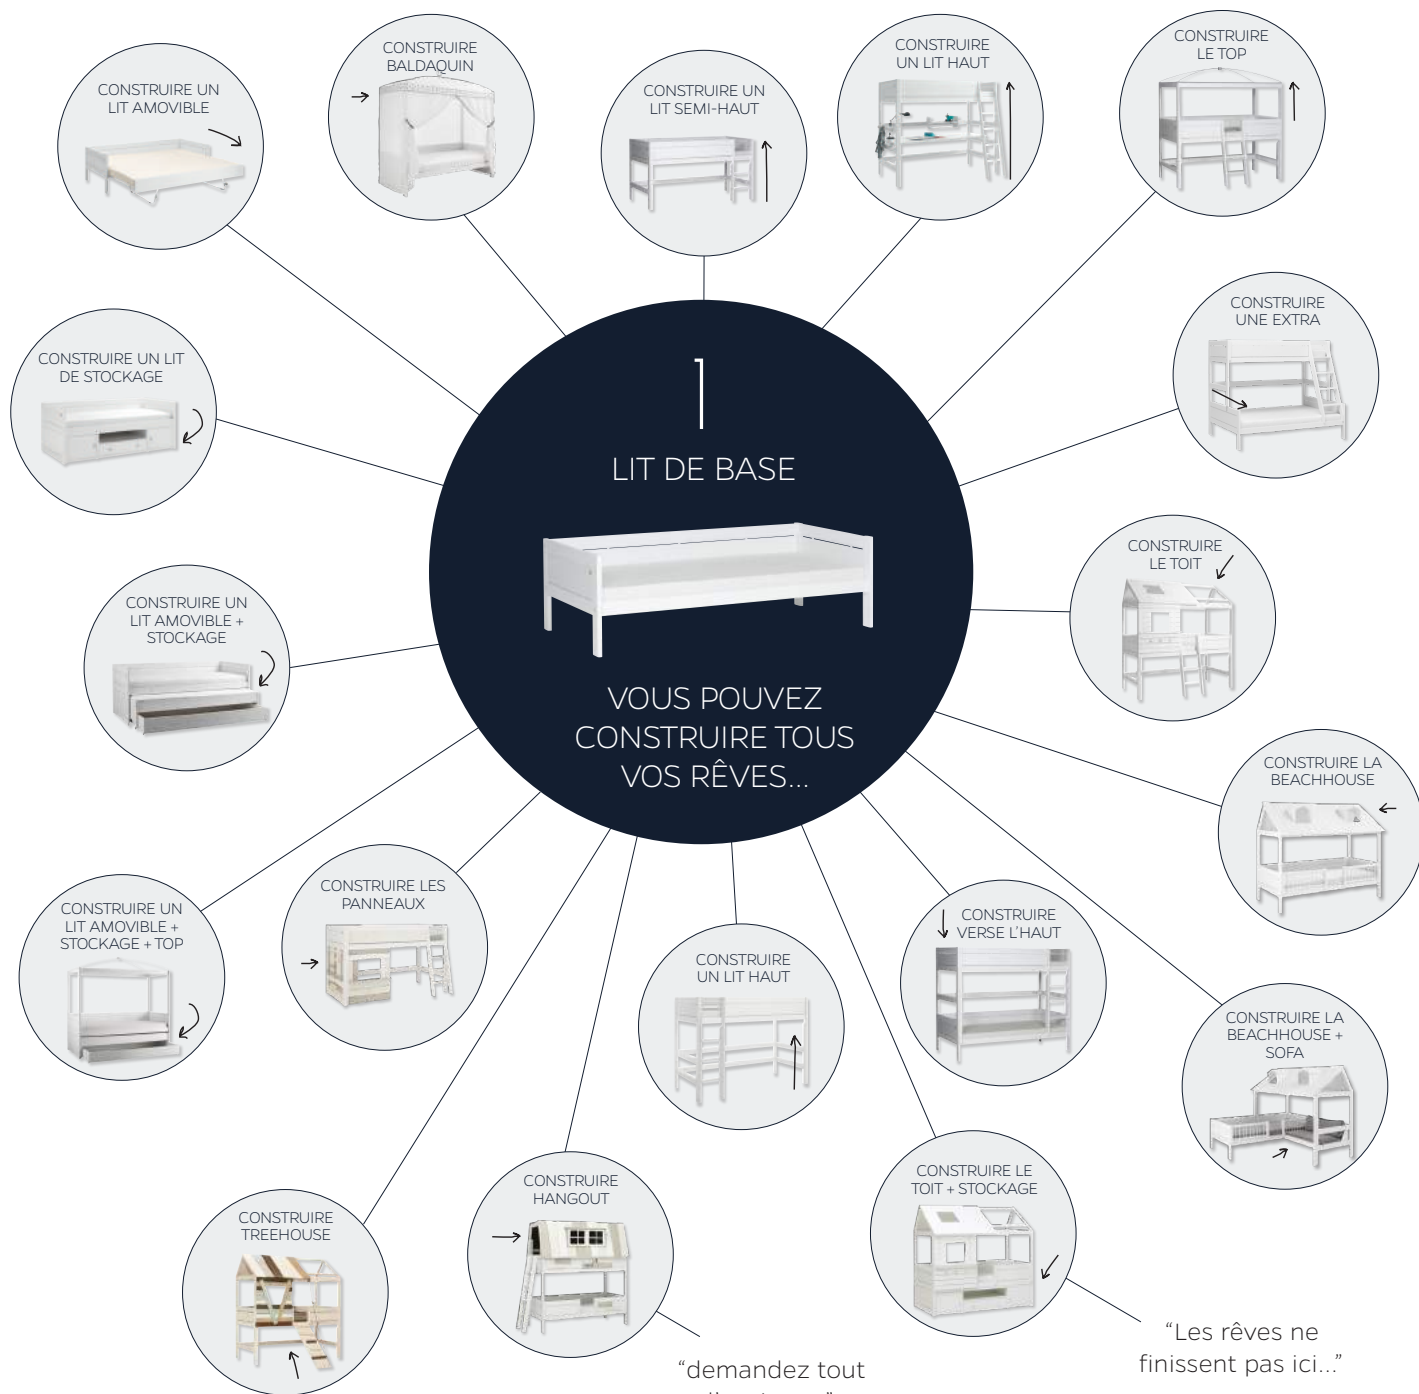 CONSTRUIRE UN
LIT AMOVIBLE
CONSTRUIRE
BALDAQUIN
CONSTRUIRE UN
LIT SEMI-HAUT
CONSTRUIRE
UN LIT HAUT
CONSTRUIRE
LE TOP
CONSTRUIRE UN LIT
DE STOCKAGE
1
LIT DE BASE
VOUS POUVEZ
CONSTRUIRE TOUS
VOS RÊVES...
CONSTRUIRE
UNE EXTRA
CONSTRUIRE
LE TOIT
CONSTRUIRE UN
LIT AMOVIBLE +
STOCKAGE
CONSTRUIRE LA
BEACHHOUSE
CONSTRUIRE UN
LIT AMOVIBLE +
STOCKAGE + TOP
CONSTRUIRE LES
PANNEAUX
CONSTRUIRE
UN LIT HAUT
CONSTRUIRE
VERSE L'HAUT
CONSTRUIRE LA
BEACHHOUSE +
SOFA
CONSTRUIRE
TREEHOUSE
CONSTRUIRE
HANGOUT
CONSTRUIRE LE
TOIT + STOCKAGE
“demandez tout
“Les rêves ne
finissent pas ici...”